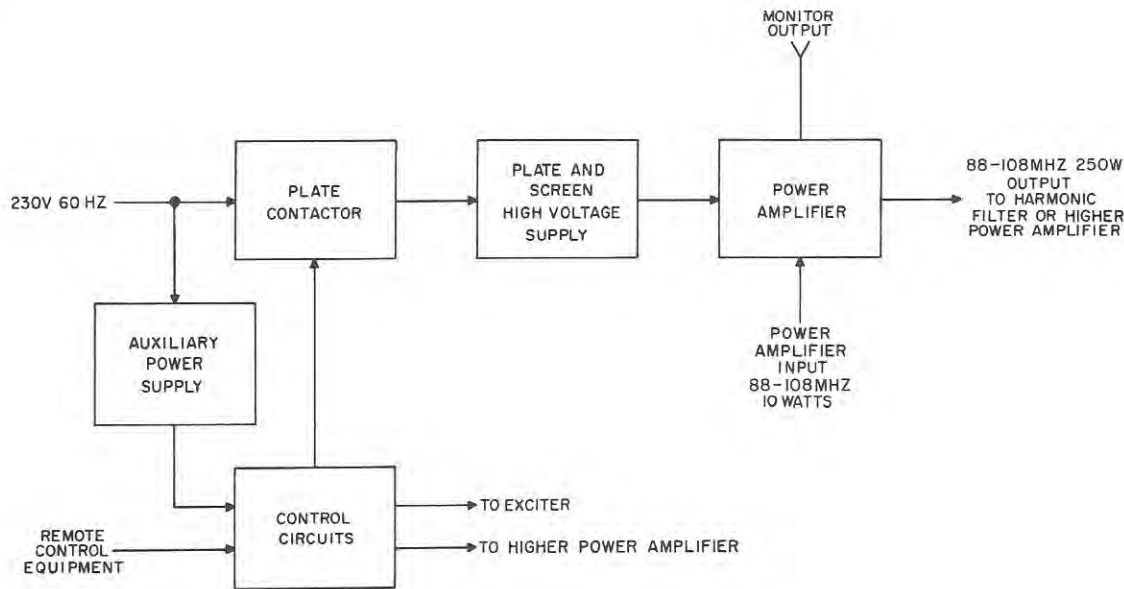 MONITOR
OUTPUT
230V 60 HZ
PLATE
CONTACTOR
PLATE AND
SCREEN
HIGH VOLTAGE
SUPPLY
POWER
AMPLIFIER
88-108MHZ 250W
OUTPUT
TO HARMONIC
FILTER OR HIGHER
POWER AMPLIFIER
AUXILIARY
POWER
SUPPLY
POWER
AMPLIFIER
INPUT
88-108MHZ
10 WATTS
CONTROL
CIRCUITS
TO EXCITER
TO HIGHER POWER AMPLIFIER
REMOTE
CONTROL
EQUIPMENT